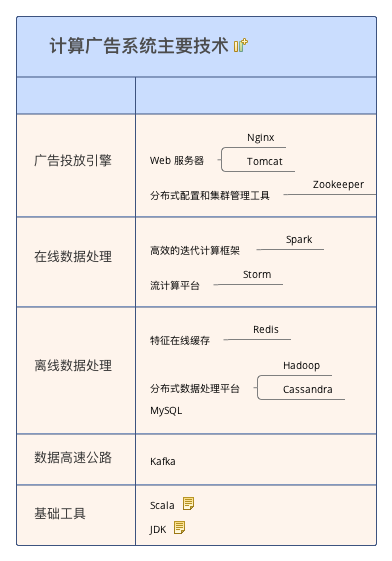 计算广告系统主要技术
广告投放引擎
Web 服务器
Nginx
Tomcat
分布式配置和集群管理工具
Zookeeper
在线数据处理
高效的迭代计算框架
Spark
流计算平台
Storm
离线数据处理
特征在线缓存
Redis
分布式数据处理平台
Hadoop
Cassandra
MySQL
数据高速公路
Kafka
基础工具
Scala
JDK